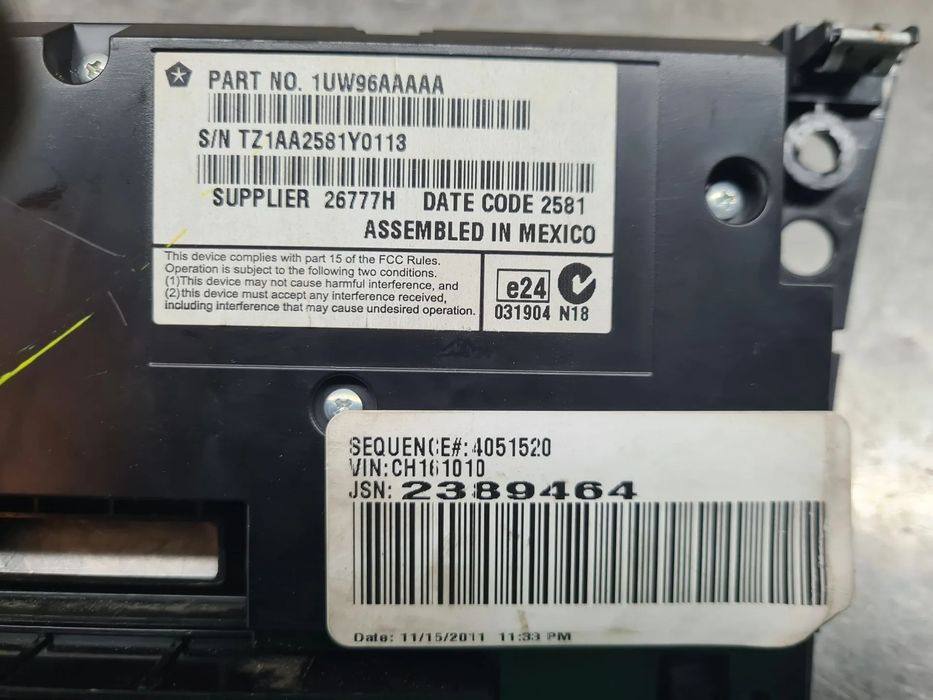 PART NO. 1UW96AAAAA
S/N TZ1AA2581Y0113
SUPPLIER 26777H DATE CODE 2581
ASSEMBLED IN MEXICO
This device complies with part 15 of the FCC Rules.
Operation is subject to the following two conditions.
(1)This device may not cause harmful interference, and
(2)this device must accept any interference received,
including interference that may cause undesired operation.
e24
031904 N18
SEQUENCE#: 4051520
VIN: CH161010
JSN: 2389464
Date: 11/15/2011 11:33 PM